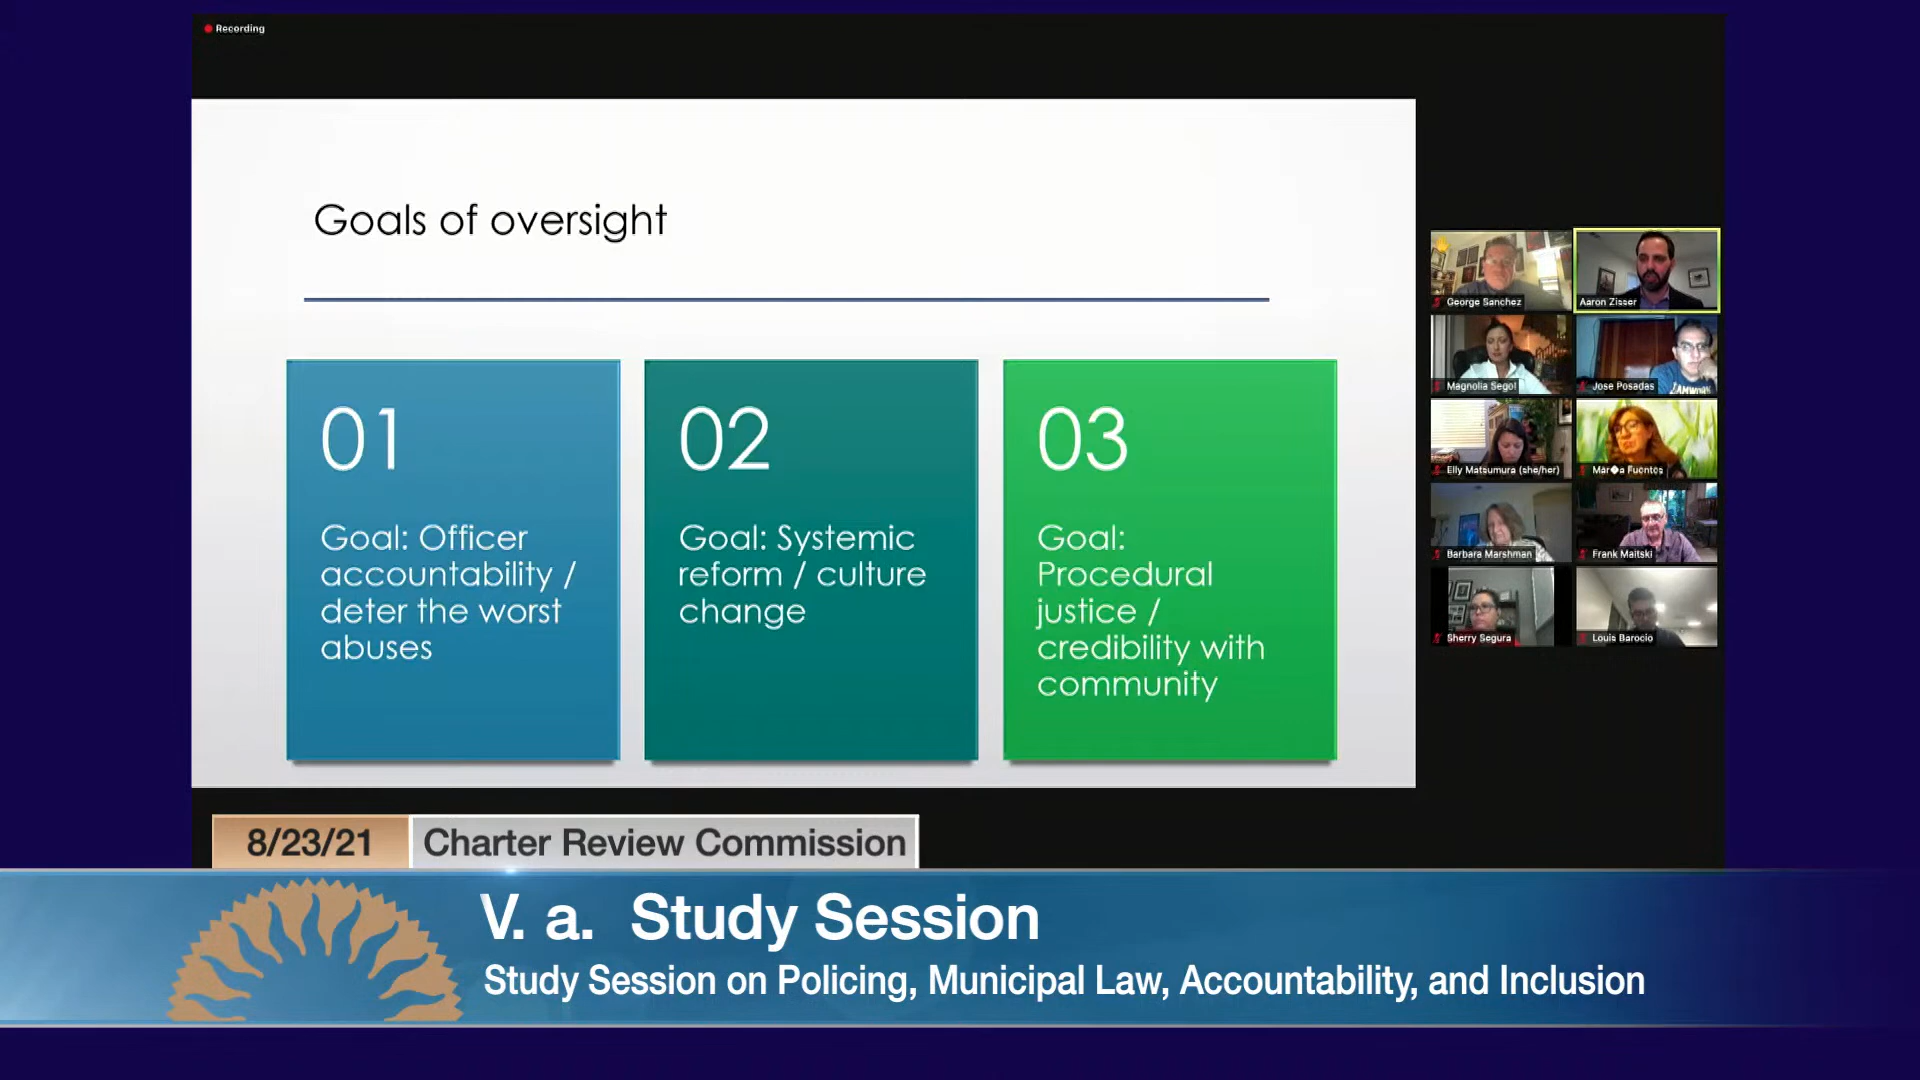 Recording
Goals of oversight
01
Goal: Officer
accountability /
deter the worst
abuses
02
Goal: Systemic
reform / culture
change
03
Goal:
Procedural
justice /
credibility with
community
George Sanchez
Aaron Zisser
Magnolia Segol
Jose Posadas
Elly Matsumura (she/her)
Mar�a Fuentes
Barbara Marshman
Frank Maitski
Sherry Segura
Louis Barocio
8/23/21
Charter Review Commission
V. a. Study Session
Study Session on Policing, Municipal Law, Accountability, and Inclusion